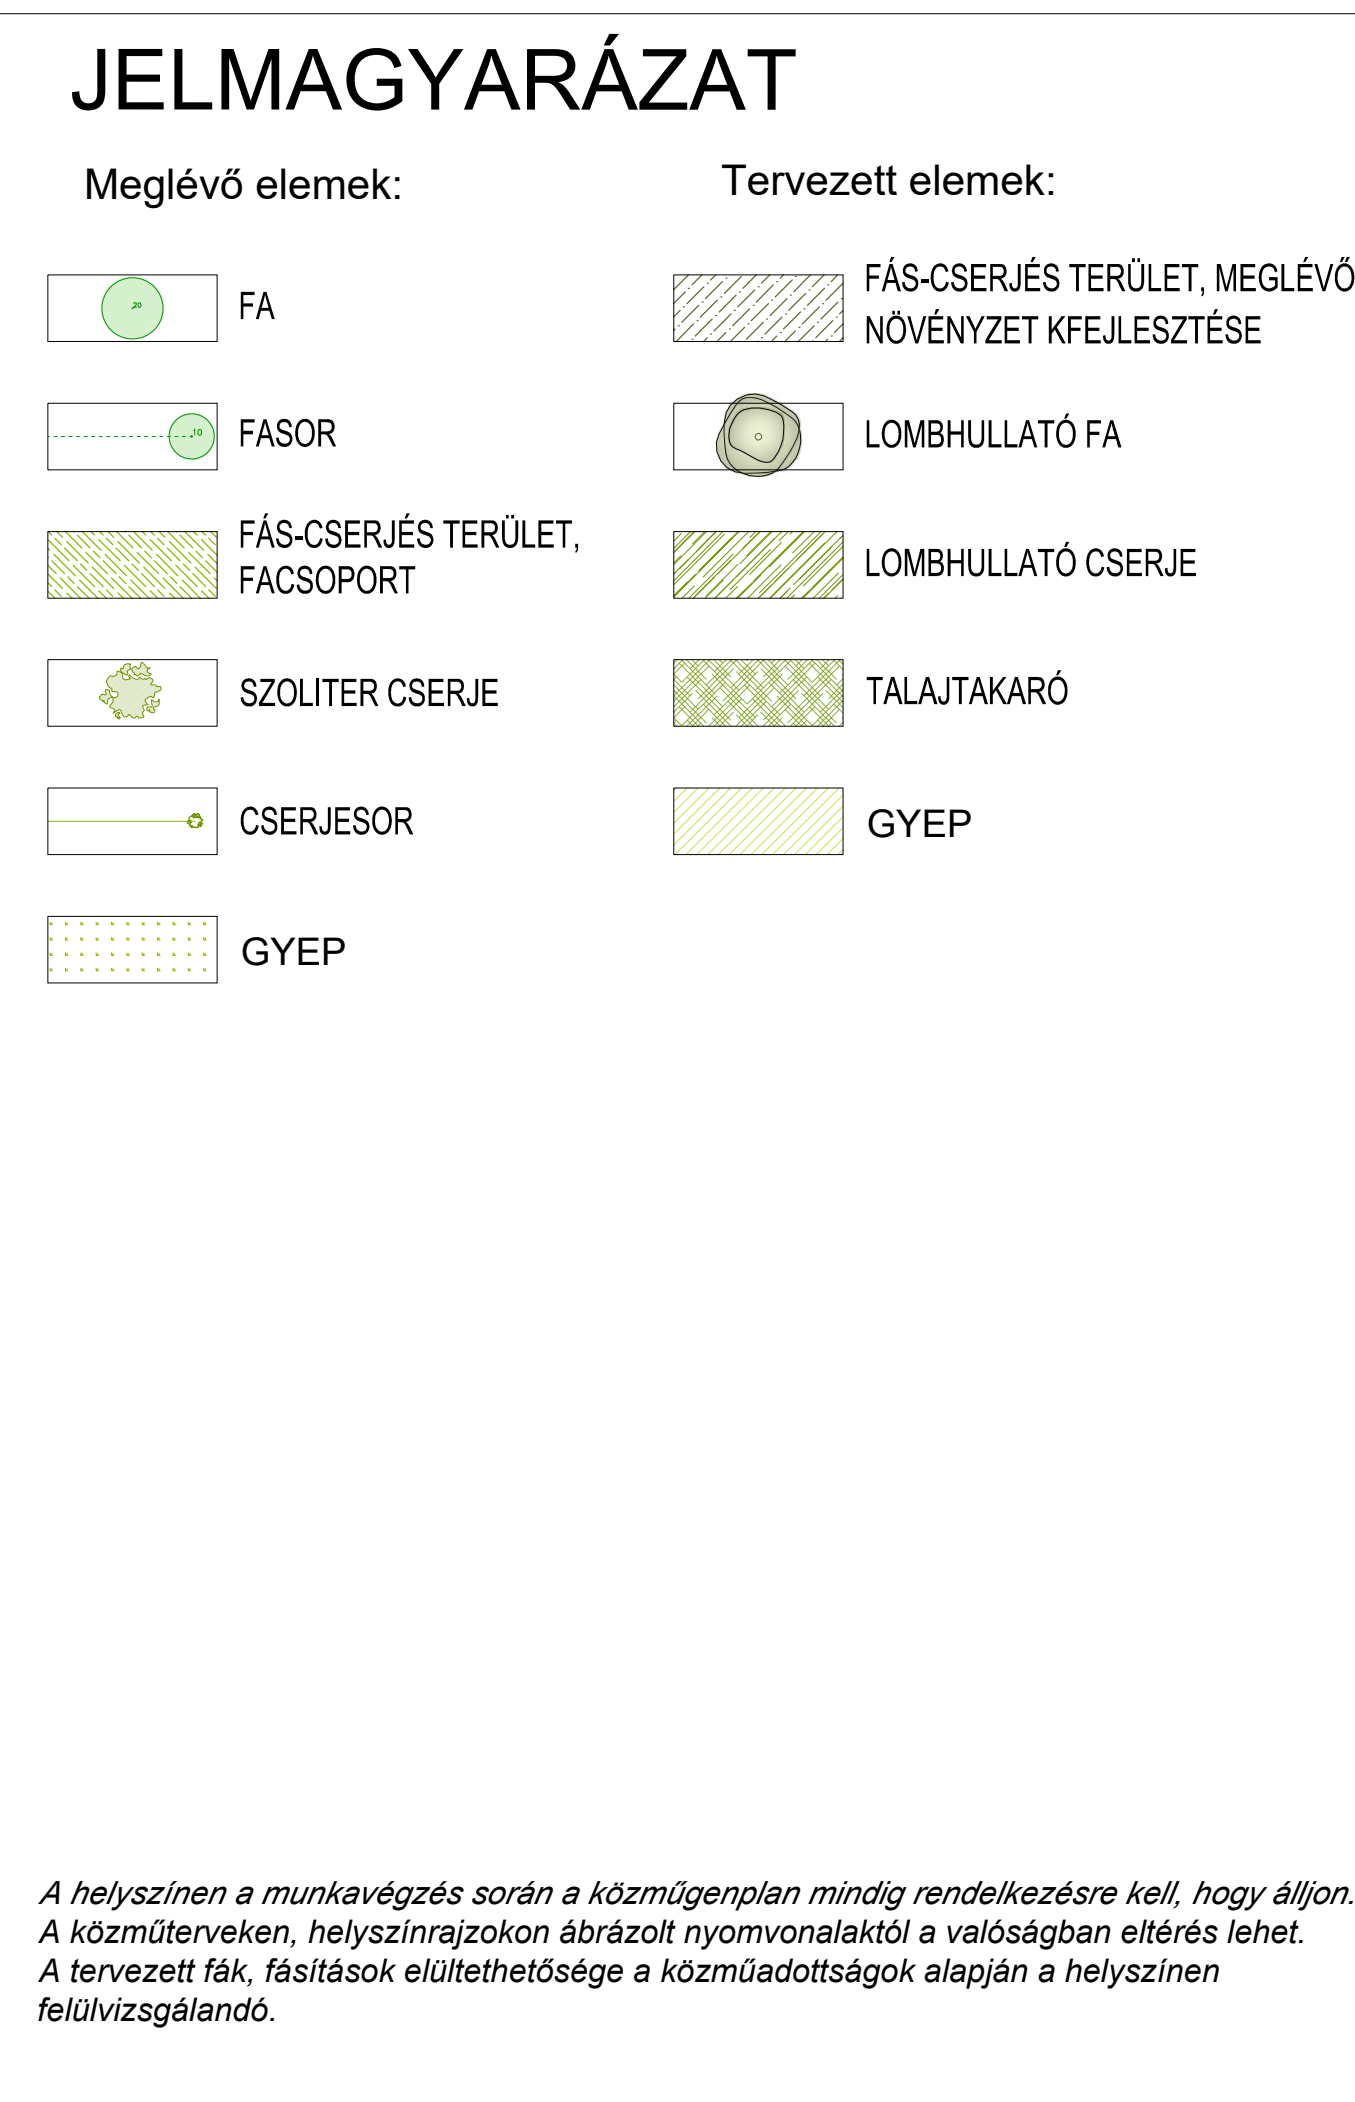 JELMAGYARÁZAT
Meglévő elemek:
20
FA
10
FASOR
FÁS-CSERJÉS TERÜLET,
FACSOPORT
SZOLITER CSERJE
CSERJESOR
GYEP
Tervezett elemek:
FÁS-CSERJÉS TERÜLET, MEGLÉVŐ
NÖVÉNYZET KFEJLESZTÉSE
LOMBHULLATÓ FA
LOMBHULLATÓ CSERJE
TALAJTAKARÓ
GYEP
A helyszínen a munkavégzés során a közműgenplan mindig rendelkezésre kell, hogy álljon.
A közműterveken, helyszínrajzokon ábrázolt nyomvonalaktól a valóságban eltérés lehet.
A tervezett fák, fásítások elültethetősége a közműadottságok alapján a helyszínen
felülvizsgálandó.